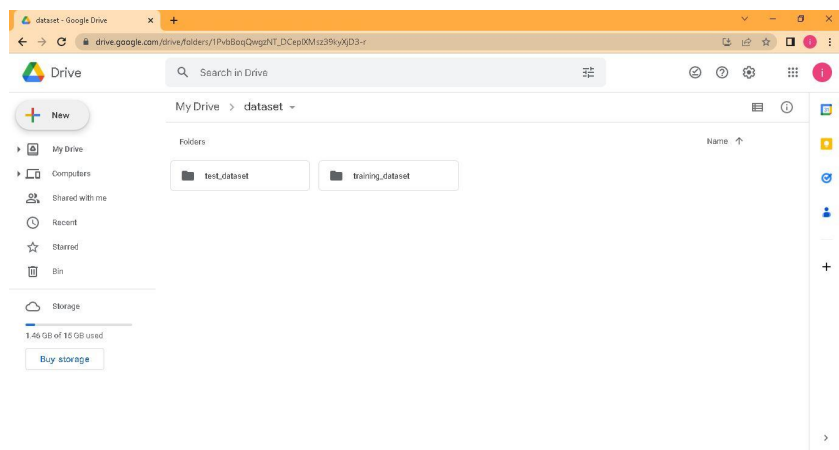 dataset - Google Drive
drive.google.com/drive/folders/1PvbBoqQwgzNT_DCepIXMsz39kyXjD3-r
Drive
Search in Drive
i
New
My Drive > dataset
My Drive
Computers
Shared with me
Recent
Starred
Bin
Storage
1.46 GB of 15 GB used
Buy storage
Folders
Name
test_dataset
training_dataset